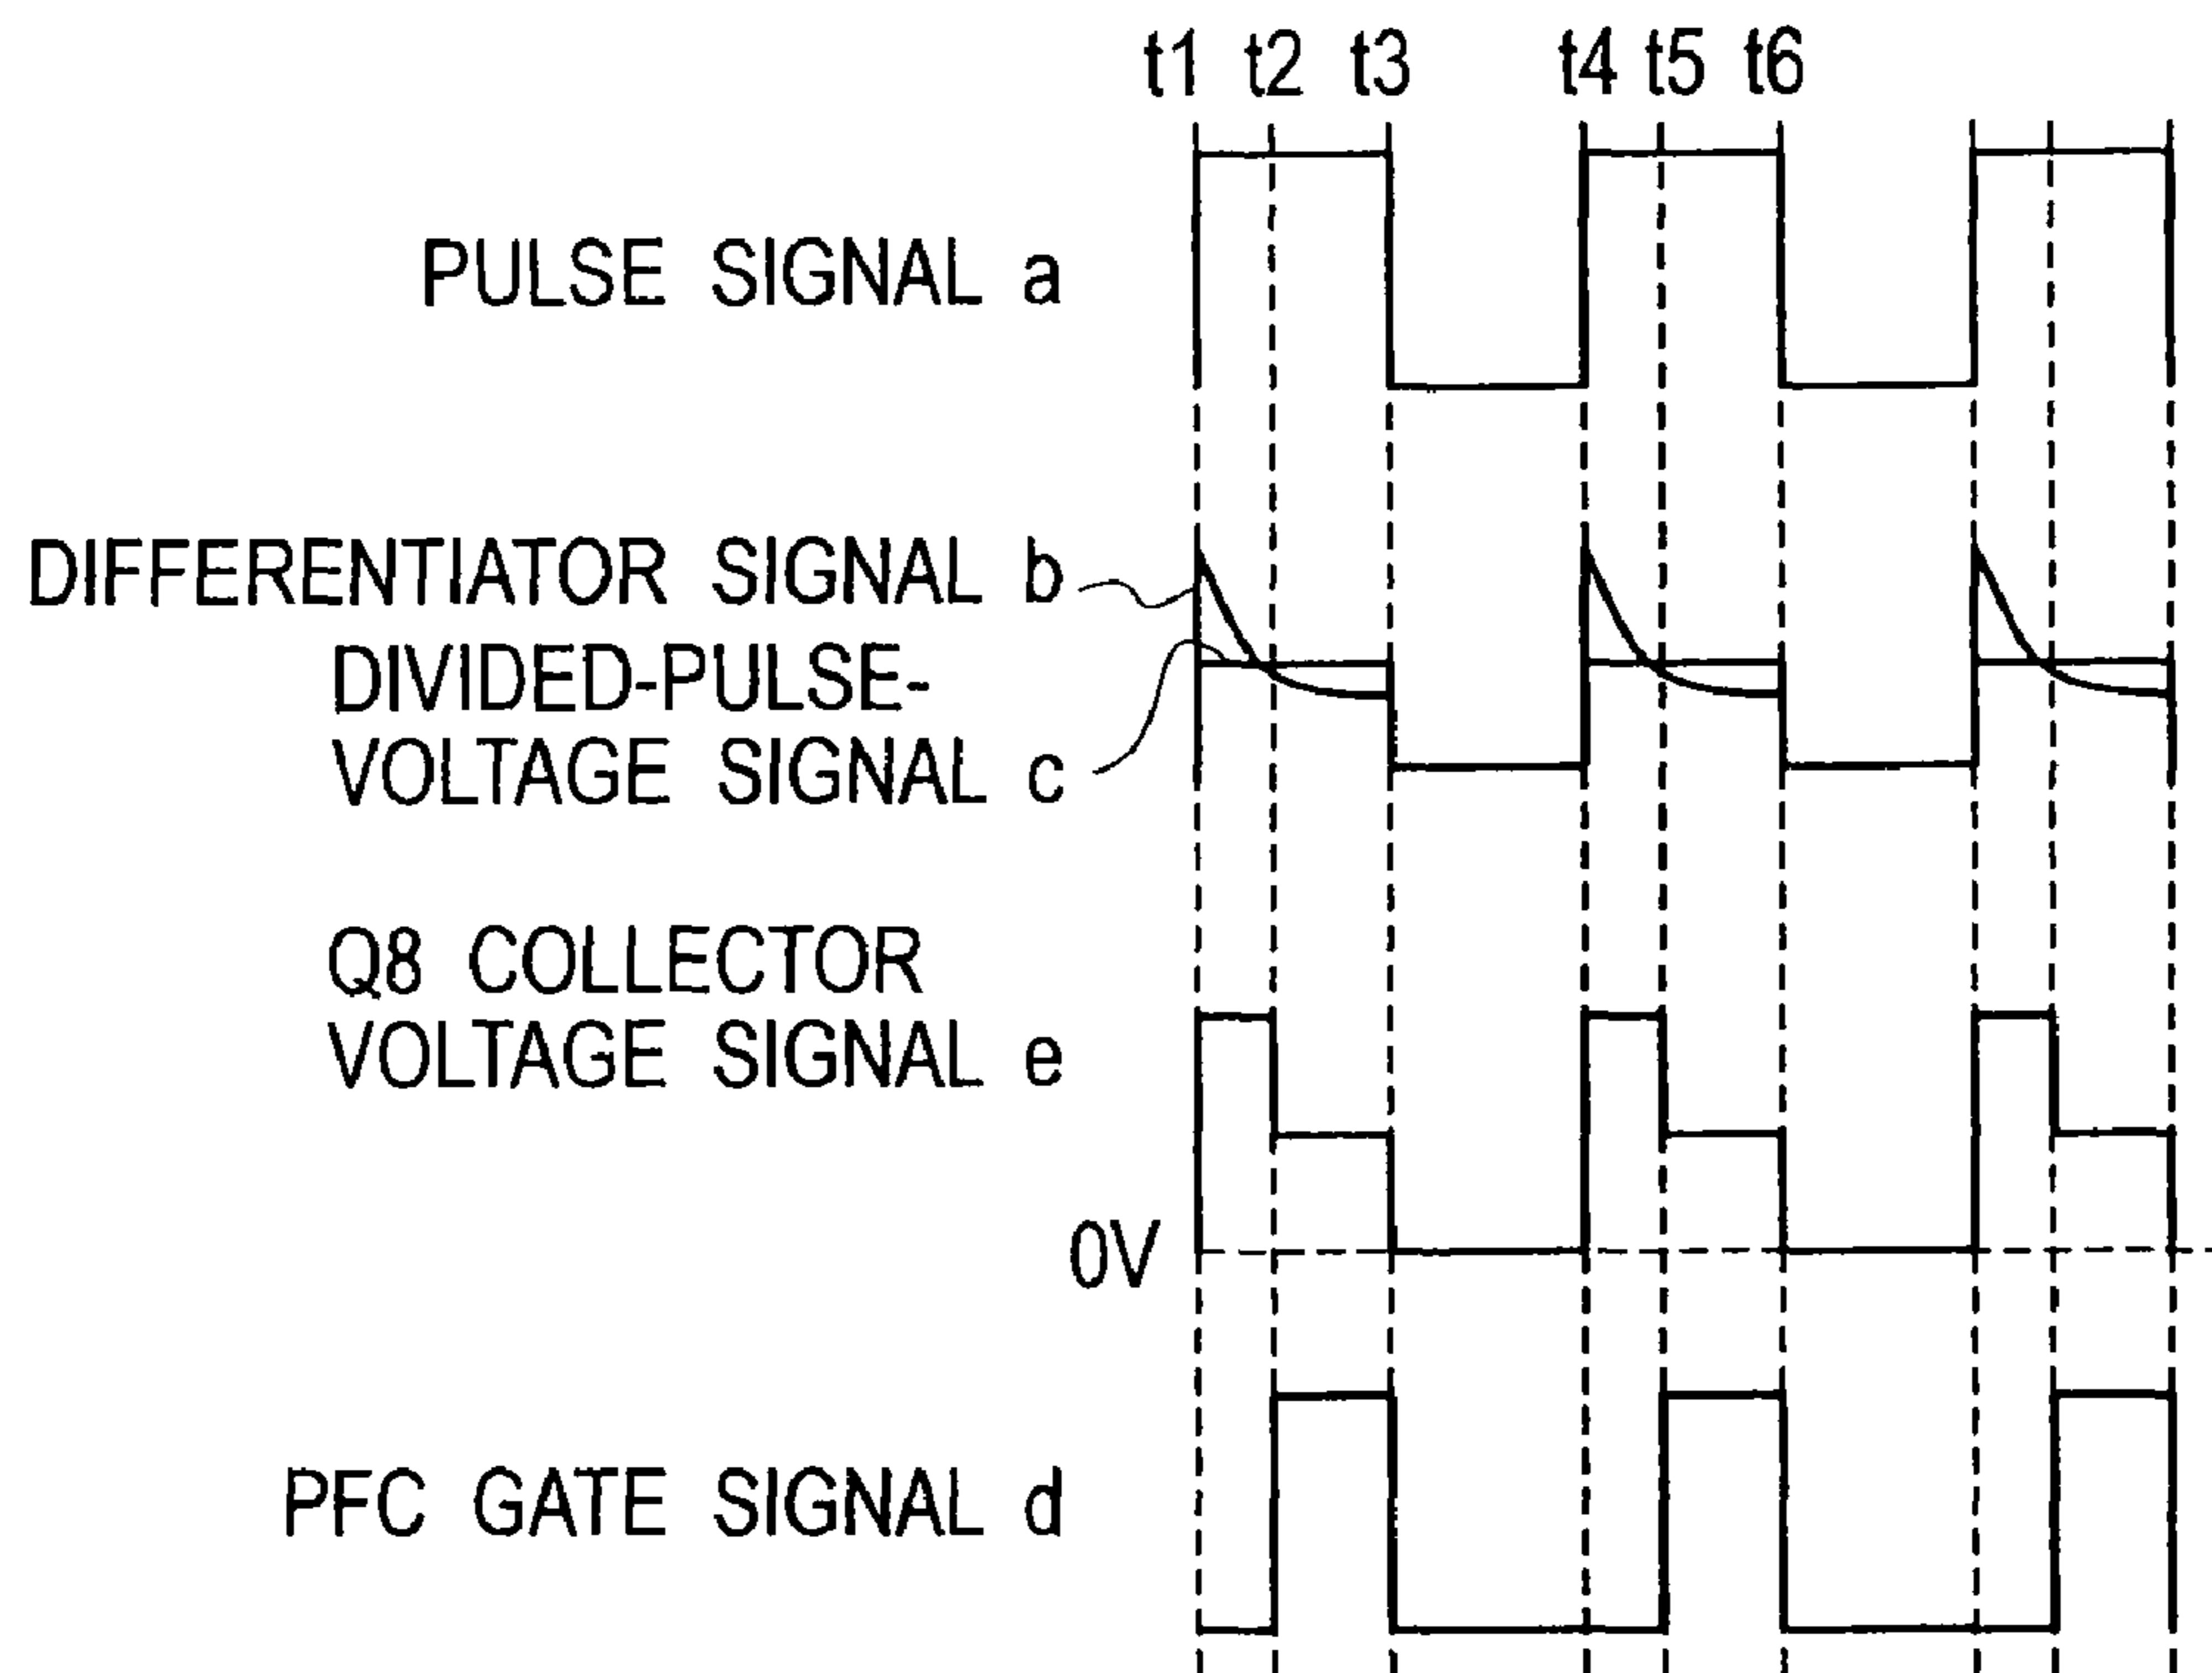 t1 t2 t3 t4 t5 t6
PULSE SIGNAL a
DIFFERENTIATOR SIGNAL b
DIVIDED-PULSE-
VOLTAGE SIGNAL c
Q8 COLLECTOR
VOLTAGE SIGNAL e
0V
PFC GATE SIGNAL d